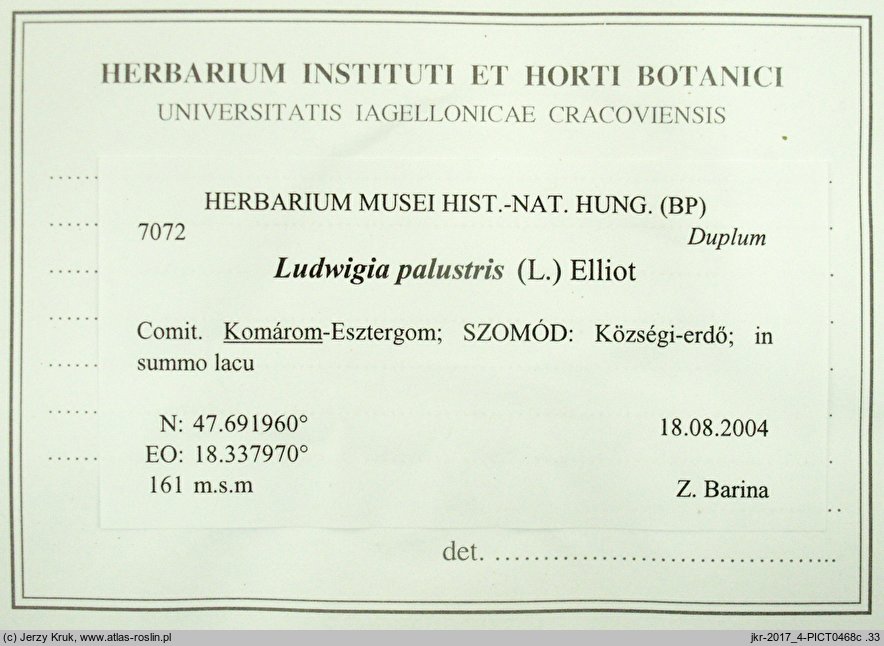 HERBARIUM INSTITUTI ET HORTI BOTANICI
UNIVERSITATIS IAGELLONICAE CRACOVIENSIS
HERBARIUM MUSEI HIST.-NAT. HUNG. (BP)
7072 Duplum
Ludwigia palustris (L.) Elliot
Comit. Komárom-Esztergom; SZOMÓD: Községi-erdő; in
summo lacu
N: 47.691960° 18.08.2004
EO: 18.337970°
161 m.s.m Z. Barina
det. ....................................
(c) Jerzy Kruk, www.atlas-roslin.pl jkr-2017_4-PICT0468c .33